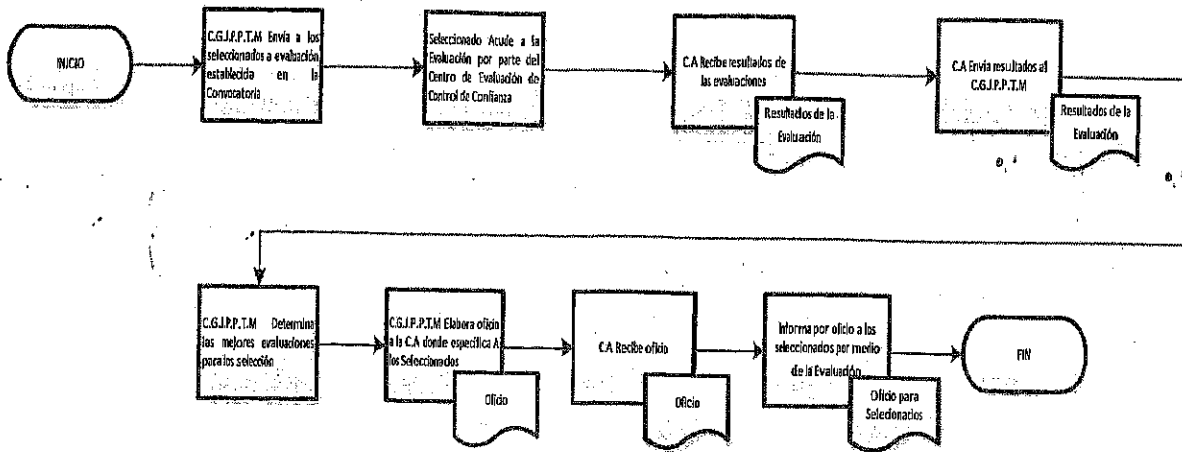 INICIO
C.G.J.P.P.T.M Envía a los
seleccionados a evaluación
establecida en la
Convocatoria
Seleccionado Acude a la
Evaluación por parte del
Centro de Evaluación de
Control de Confianza
C.A Recibe resultados de
las evaluaciones
Resultados de la
Evaluación
C.A Envia resultados al
C.G.J.P.P.T.M
Resultados de la
Evaluación
C.G.J.P.P.T.M Determina
las mejores evaluaciones
para los selección
C.G.J.P.P.T.M Elabora oficio
a la C.A donde especifica A
los Seleccionados
Oficio
C.A Recibe oficio
Oficio
Informa por oficio a los
seleccionados por medio
de la Evaluación
Oficio para
Selecionados
FIN